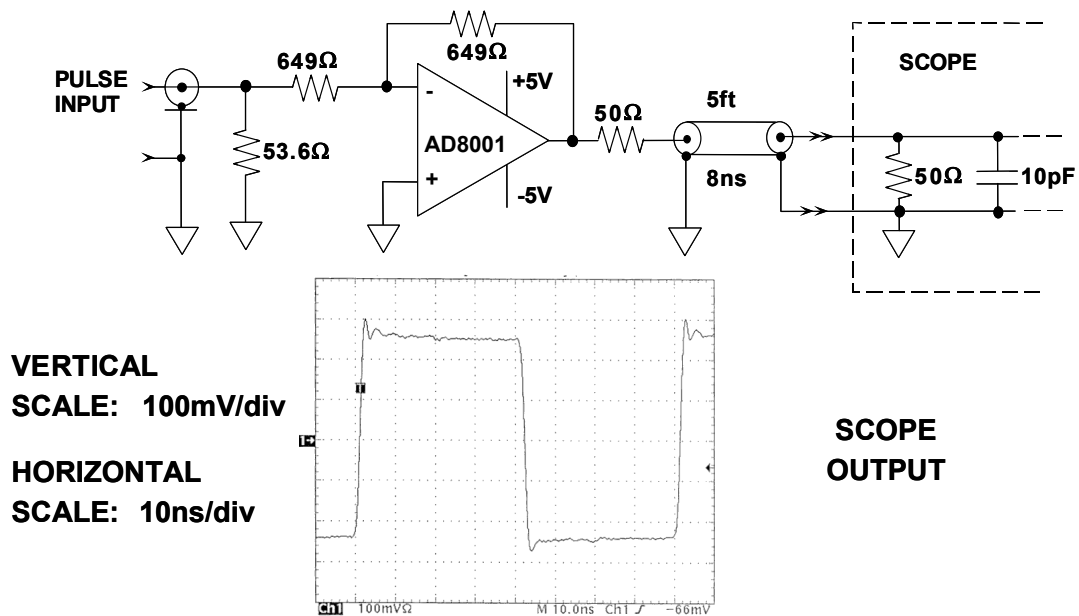 649Ω
649Ω
PULSE
INPUT
53.6Ω
-
+
AD8001
+5V
-5V
50Ω
5ft
8ns
SCOPE
50Ω
10pF
VERTICAL
SCALE: 100mV/div
HORIZONTAL
SCALE: 10ns/div
T
1
SCOPE
OUTPUT
Ch1 100mVΩ M 10.0ns Ch1 ∫ -66mV